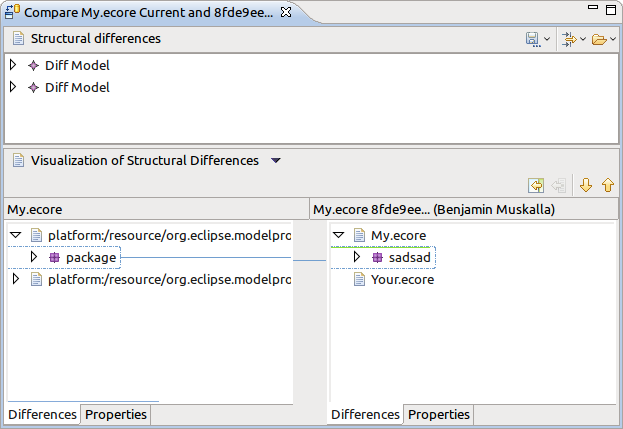 Compare My.ecore Current and 8fde9ee...
Structural differences
Diff Model
Diff Model
Visualization of Structural Differences
My.ecore
My.ecore 8fde9ee... (Benjamin Muskalla)
platform:/resource/org.eclipse.modelpro
My.ecore
package
sadsad
platform:/resource/org.eclipse.modelpro
Your.ecore
Differences Properties
Differences Properties